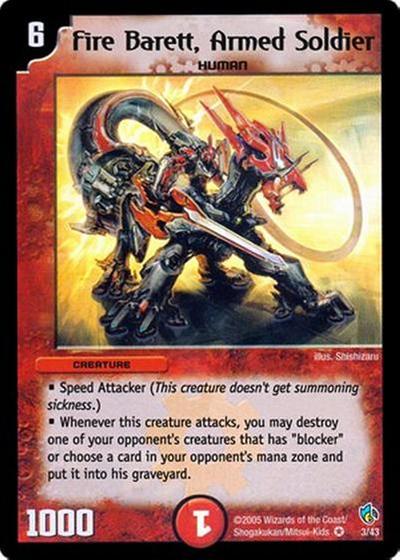 6 Fire Barett, Armed Soldier
HUMAN
illus. Shishizaru
CREATURE
▪ Speed Attacker (This creature doesn't get summoning
sickness.)
▪ Whenever this creature attacks, you may destroy
one of your opponent's creatures that has "blocker"
or choose a card in your opponent's mana zone and
put it into his graveyard.
1000
1
©2005 Wizards of the Coast/
Shogakukan/Mitsui-Kids ✪ 3/43